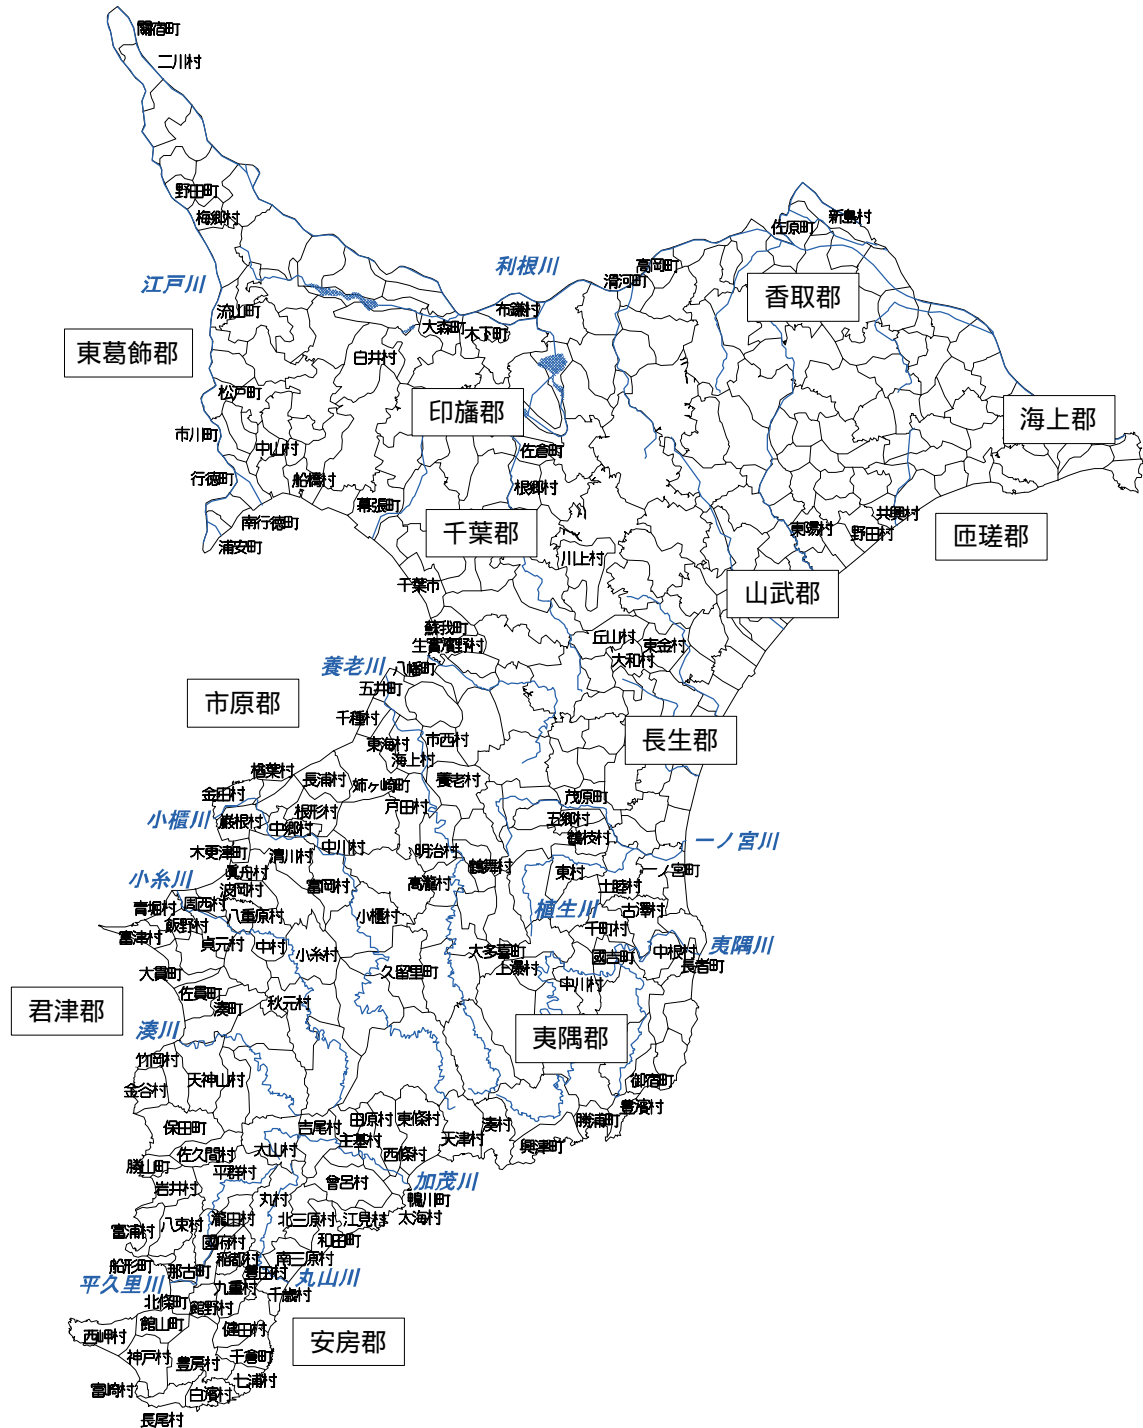 関宿町
二川村
野田町
梅郷村
新島村
佐原町
利根川
高岡町
滑河町
江戸川
香取郡
流山町
布鎌村
大森町
木下町
東葛飾郡
白井村
松戸町
印旛郡
海上郡
市川町
中山村
佐倉町
行徳町
船橋村
根郷村
幕張町
南行徳町
共興村
千葉郡
東陽村
野田村
匝瑳郡
浦安町
川上村
千葉市
山武郡
蘇我町
生實濱野村
丘山村
東金村
大和村
養老川
八幡町
五井町
市原郡
千種村
東海村
市西村
長生郡
海上村
楢葉村
長浦村
姉ヶ崎町
養老村
金田村
戸田村
茂原町
小櫃川
巌根村
根形村
中郷村
五郷村
鶴枝村
一ノ宮川
木更津町
清川村
中川村
明治村
眞舟村
鶴舞村
東村
一ノ宮町
小糸川
波岡村
富岡村
高瀧村
土睦村
青堀村
周西村
八重原村
小櫃村
埴生川
古澤村
富津村
飯野村
千町村
貞元村
中村
小糸村
大多喜町
國吉町
中根村
夷隅川
大貫町
久留里町
上瀑村
長者町
中川村
佐貫町
湊町
秋元村
君津郡
湊川
夷隅郡
竹岡村
天神山村
金谷村
御宿町
豊濱村
保田町
吉尾村
田原村
東條村
湊村
勝浦町
主基村
天津村
興津町
佐久間村
大山村
西條村
勝山町
平群村
加茂川
岩井村
曾呂村
丸村
鴨川町
富浦村
八束村
瀧田村
北三原村
江見村
太海村
國府村
和田町
稲都村
南三原村
船形町
那古町
豊田村
丸山川
平久里川
九重村
千歳村
北條町
館野村
館山町
健田村
安房郡
西岬村
神戸村
豊房村
千倉町
七浦村
富崎村
白濱村
長尾村